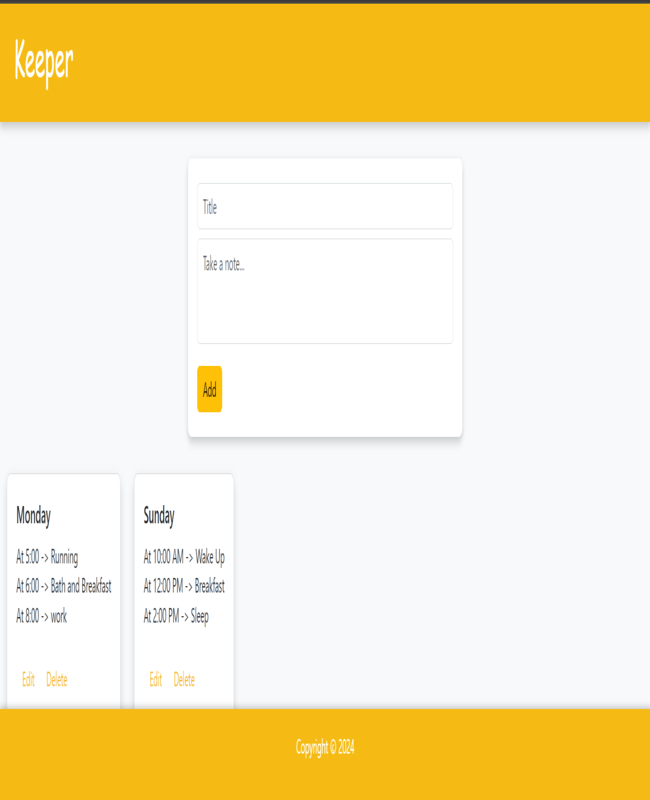 Keeper
Title
Take a note...
Add
Monday
At 5:00 -> Running
At 6:00 -> Bath and Breakfast
At 8:00 -> work
Edit Delete
Sunday
At 10:00 AM -> Wake Up
At 12:00 PM -> Breakfast
At 2:00 PM -> Sleep
Edit Delete
Copyright © 2024